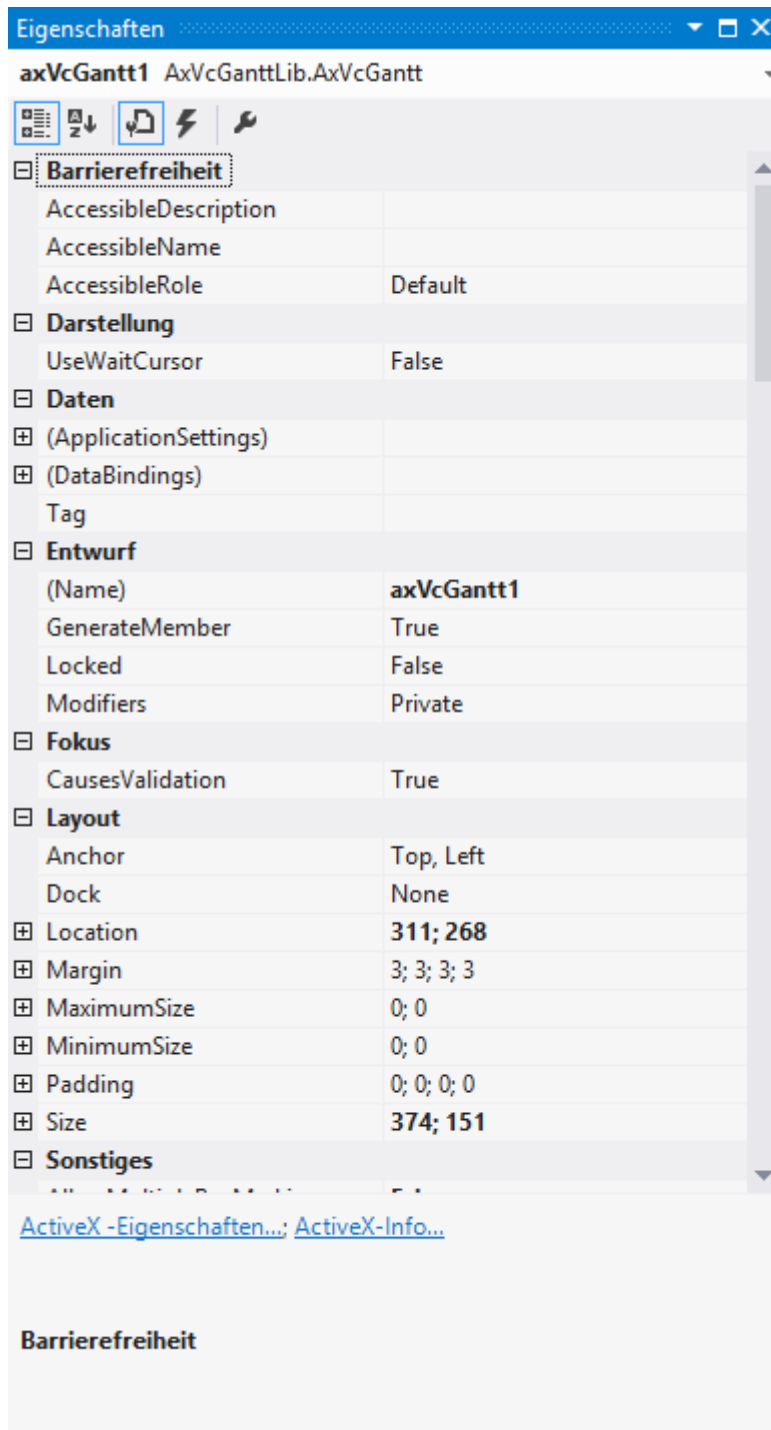 Eigenschaften
axVcGantt1 AxVcGanttLib.AxVcGantt
Barrierefreiheit
AccessibleDescription
AccessibleName
AccessibleRole Default
Darstellung
UseWaitCursor False
Daten
(ApplicationSettings)
(DataBindings)
Tag
Entwurf
(Name) axVcGantt1
GenerateMember True
Locked False
Modifiers Private
Fokus
CausesValidation True
Layout
Anchor Top, Left
Dock None
Location 311; 268
Margin 3; 3; 3; 3
MaximumSize 0; 0
MinimumSize 0; 0
Padding 0; 0; 0; 0
Size 374; 151
Sonstiges
ActiveX -Eigenschaften...; ActiveX-Info...
Barrierefreiheit